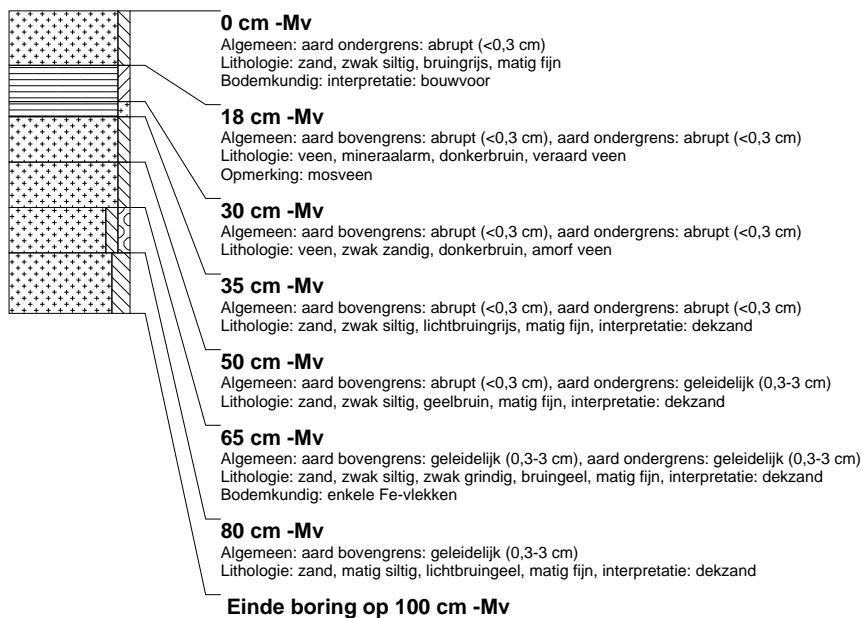 0 cm -Mv
Algemeen: aard ondergrens: abrupt (<0,3 cm)
Lithologie: zand, zwak siltig, bruingrijs, matig fijn
Bodemkundig: interpretatie: bouwvoor
18 cm -Mv
Algemeen: aard bovengrens: abrupt (<0,3 cm), aard ondergrens: abrupt (<0,3 cm)
Lithologie: veen, mineraalarm, donkerbruin, veraard veen
Opmerking: mosveen
30 cm -Mv
Algemeen: aard bovengrens: abrupt (<0,3 cm), aard ondergrens: abrupt (<0,3 cm)
Lithologie: veen, zwak zandig, donkerbruin, amorf veen
35 cm -Mv
Algemeen: aard bovengrens: abrupt (<0,3 cm), aard ondergrens: abrupt (<0,3 cm)
Lithologie: zand, zwak siltig, lichtbruingrijs, matig fijn, interpretatie: dekzand
50 cm -Mv
Algemeen: aard bovengrens: abrupt (<0,3 cm), aard ondergrens: geleidelijk (0,3-3 cm)
Lithologie: zand, zwak siltig, geelbruin, matig fijn, interpretatie: dekzand
65 cm -Mv
Algemeen: aard bovengrens: geleidelijk (0,3-3 cm), aard ondergrens: geleidelijk (0,3-3 cm)
Lithologie: zand, zwak siltig, zwak grindig, bruingeel, matig fijn, interpretatie: dekzand
Bodemkundig: enkele Fe-vlekken
80 cm -Mv
Algemeen: aard bovengrens: geleidelijk (0,3-3 cm)
Lithologie: zand, matig siltig, lichtbruingeel, matig fijn, interpretatie: dekzand
Einde boring op 100 cm -Mv